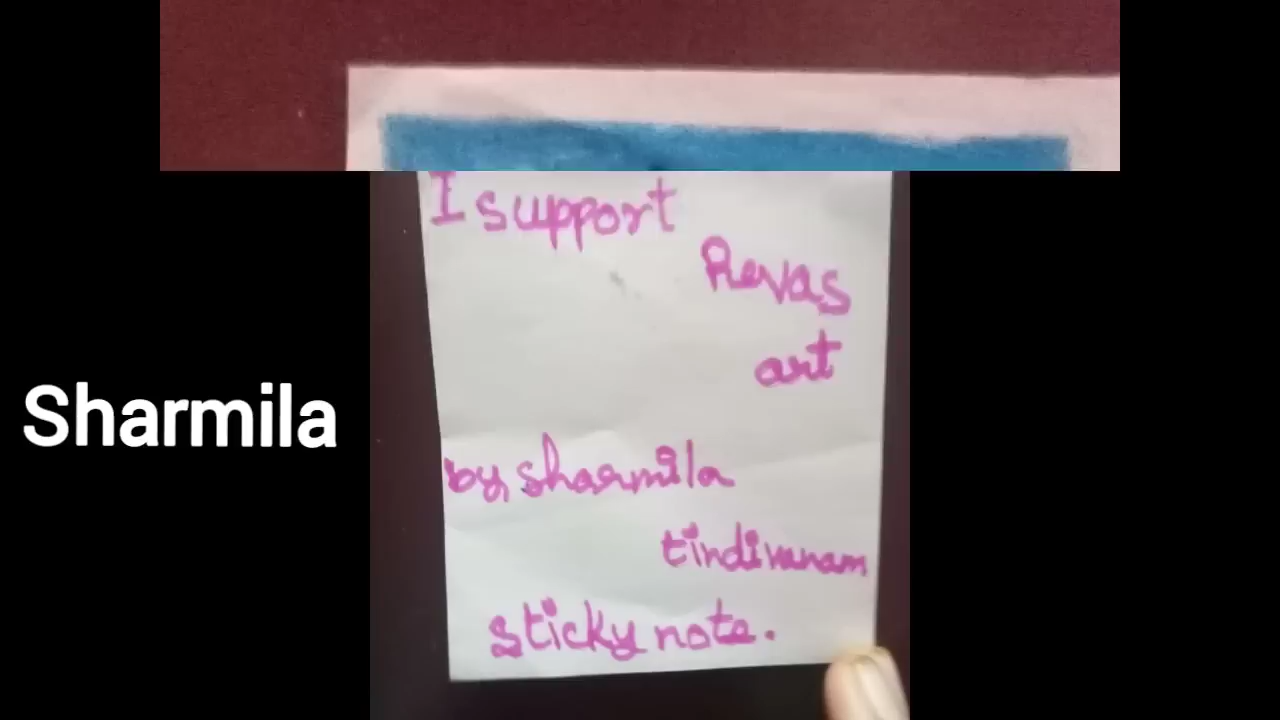 I support
Revas
art
Sharmila
by sharmila
tindivanam
sticky note.